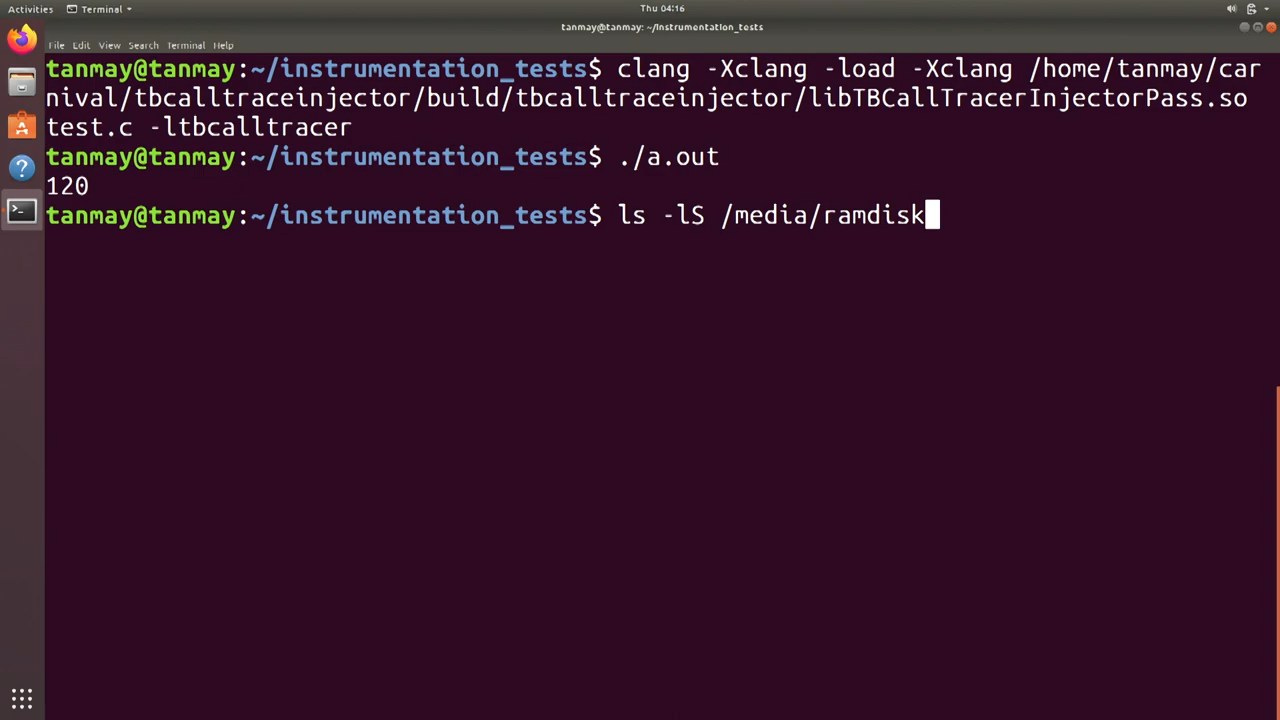 Activities Terminal Thu 04:16
tanmay@tanmay: ~/instrumentation_tests
File Edit View Search Terminal Help
tanmay@tanmay:~/instrumentation_tests$ clang -Xclang -load -Xclang /home/tanmay/car
nival/tbcalltraceinjector/build/tbcalltraceinjector/libTBCallTracerInjectorPass.so
test.c -ltbcalltracer
tanmay@tanmay:~/instrumentation_tests$ ./a.out
120
tanmay@tanmay:~/instrumentation_tests$ ls -lS /media/ramdisk